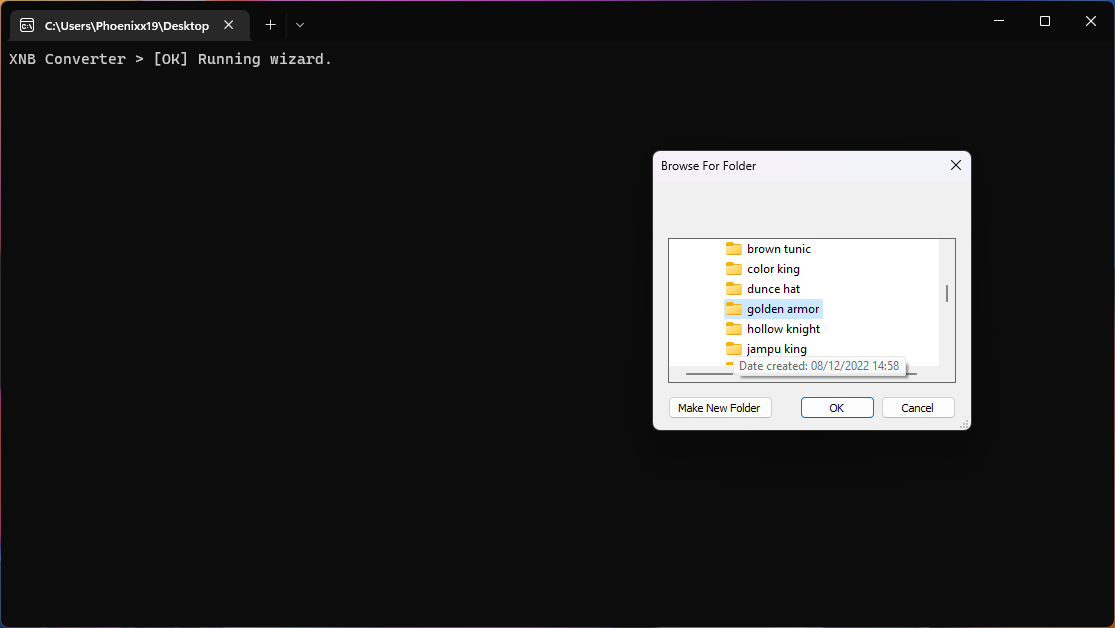 C:\Users\Phoenixx19\Desktop
XNB Converter > [OK] Running wizard.
Browse For Folder
brown tunic
color king
dunce hat
golden armor
hollow knight
jampu king
Date created: 08/12/2022 14:58
Make New Folder
OK
Cancel